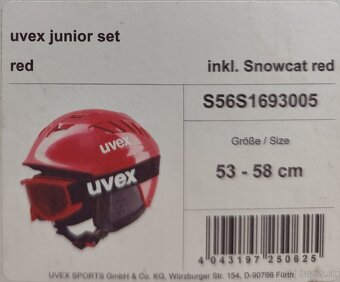 uvex junior set
red
inkl. Snowcat red
S56S1693005
Größe / Size
53 - 58 cm
uvex
uvex
4 043197 250625
UVEX SPORTS GmbH & Co. KG, Würzburger Str. 154, D-90766 Fürth